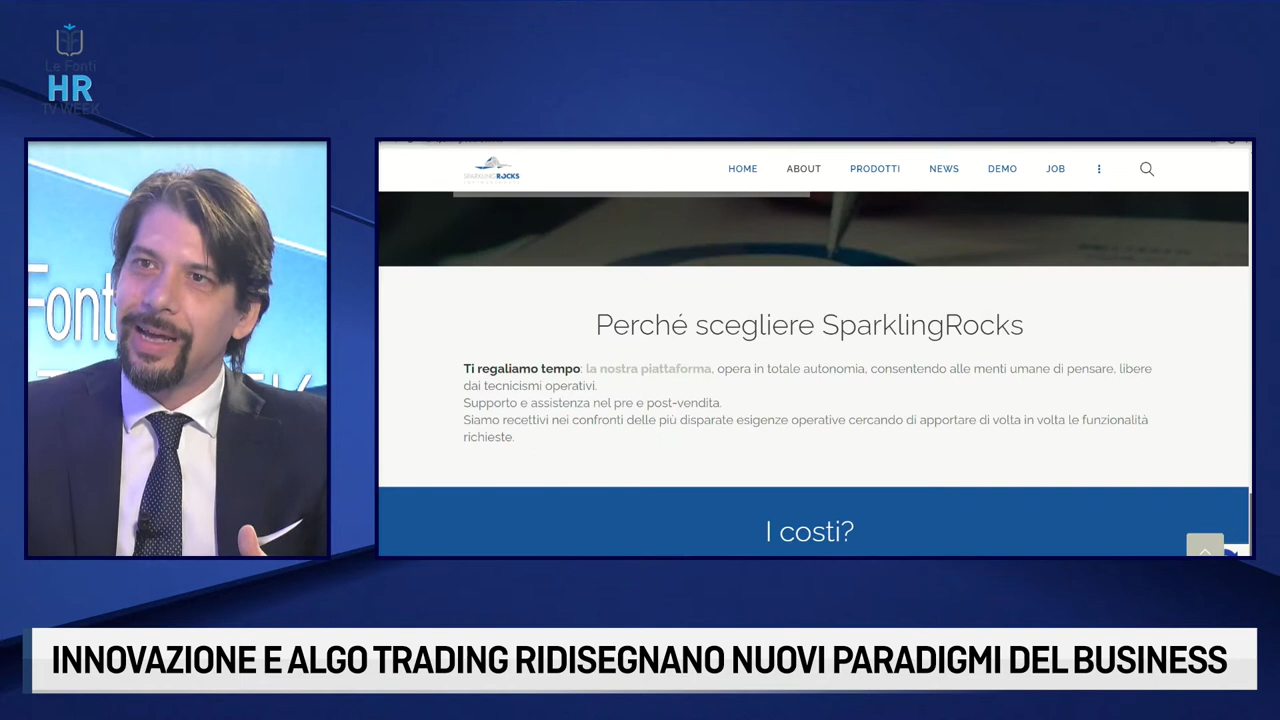 Le Fonti
HR
TV WEEK
Font
SPARKLINGROCKS
HOME
ABOUT
PRODOTTI
NEWS
DEMO
JOB
Perché scegliere SparklingRocks
Ti regaliamo tempo: la nostra piattaforma, opera in totale autonomia, consentendo alle menti umane di pensare, libere
dai tecnicismi operativi.
Supporto e assistenza nel pre e post-vendita.
Siamo recettivi nei confronti delle più disparate esigenze operative cercando di apportare di volta in volta le funzionalità
richieste.
I costi?
INNOVAZIONE E ALGO TRADING RIDISEGNANO NUOVI PARADIGMI DEL BUSINESS